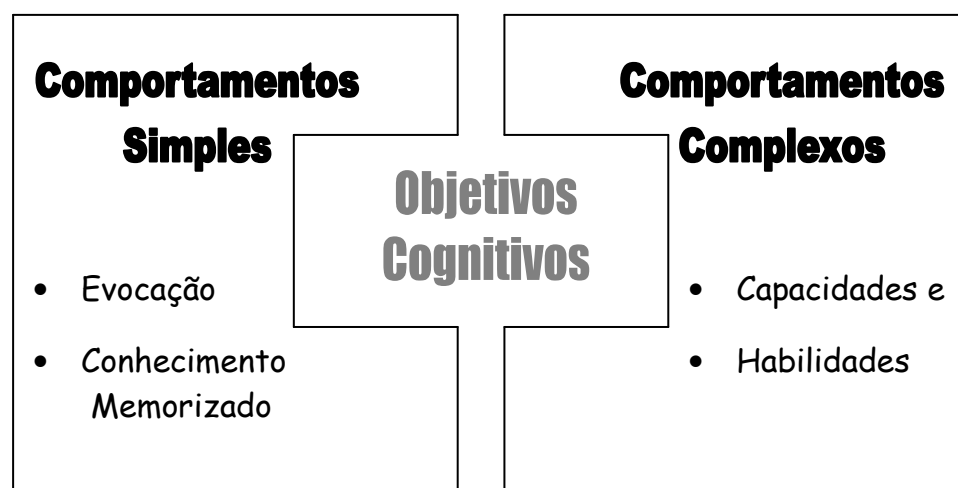 Comportamentos
Simples
• Evocação
• Conhecimento
Memorizado
Objetivos
Cognitivos
Comportamentos
Complexos
• Capacidades e
• Habilidades